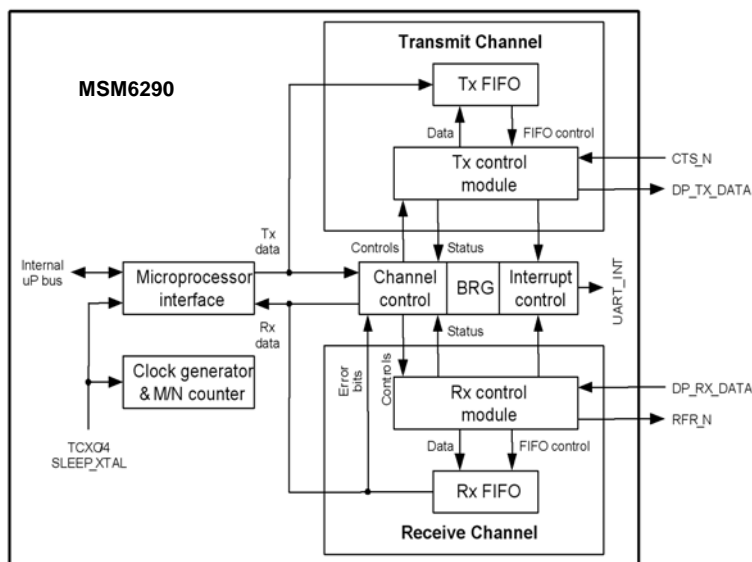 Transmit Channel
MSM6290
Tx FIFO
Data
FIFO control
Tx control
module
CTS_N
DP_TX_DATA
Tx
data
Controls
Status
Internal
uP bus
Microprocessor
interface
Channel
control
BRG
Interrupt
control
UART_INT
Rx
data
Status
Error
bits
Controls
Clock generator
& M/N counter
Rx control
module
DP_RX_DATA
RFR_N
TCXO/4
SLEEP_XTAL
Data
FIFO control
Rx FIFO
Receive Channel